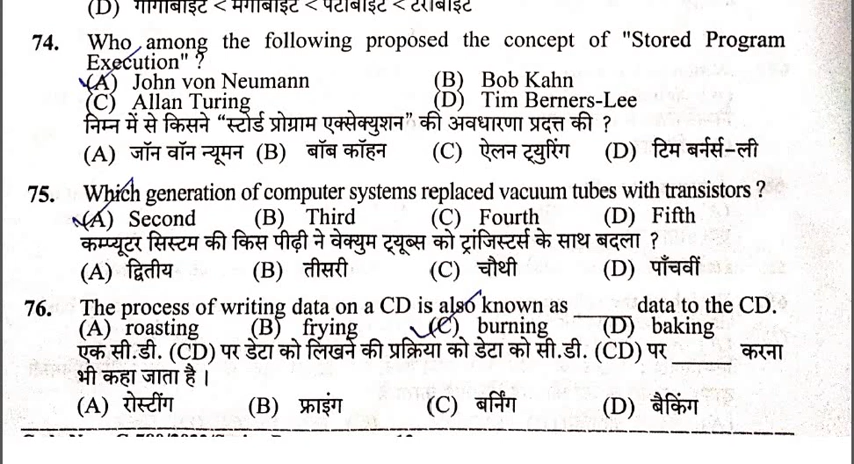 (D) गीगाबाइट < मेगाबाइट < पेटाबाइट < टेराबाइट
74. Who among the following proposed the concept of "Stored Program
Execution" ?
(A) John von Neumann (B) Bob Kahn
(C) Allan Turing (D) Tim Berners-Lee
निम्न में से किसने “स्टोर्ड प्रोग्राम एक्सेक्युशन” की अवधारणा प्रदत्त की ?
(A) जॉन वॉन न्यूमन (B) बॉब कॉहन (C) ऐलन ट्युरिंग (D) टिम बर्नर्स-ली
75. Which generation of computer systems replaced vacuum tubes with transistors ?
(A) Second (B) Third (C) Fourth (D) Fifth
कम्प्यूटर सिस्टम की किस पीढ़ी ने वेक्युम ट्यूब्स को ट्रांजिस्टर्स के साथ बदला ?
(A) द्वितीय (B) तीसरी (C) चौथी (D) पाँचवीं
76. The process of writing data on a CD is also known as ______ data to the CD.
(A) roasting (B) frying (C) burning (D) baking
एक सी.डी. (CD) पर डेटा को लिखने की प्रक्रिया को डेटा को सी.डी. (CD) पर ______ करना
भी कहा जाता है ।
(A) रोस्टींग (B) फ्राइंग (C) बर्निंग (D) बैकिंग